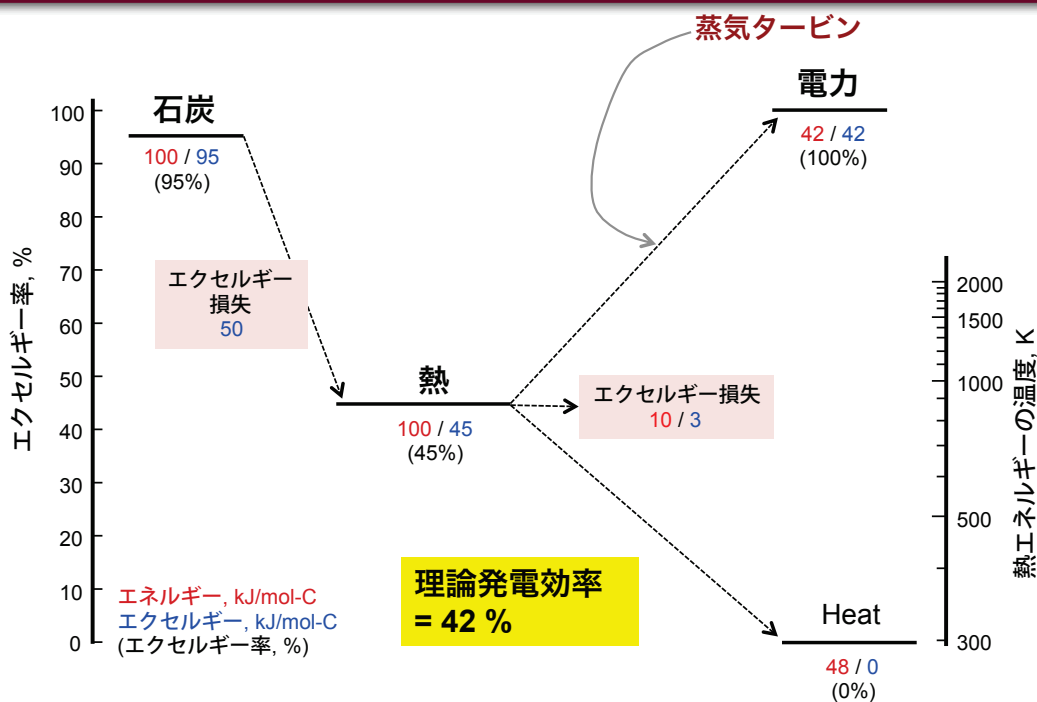 蒸気タービン
石炭
100 / 95
(95%)
電力
42 / 42
(100%)
エクセルギー
損失
50
熱
100 / 45
(45%)
エクセルギー損失
10 / 3
理論発電効率
= 42 %
Heat
48 / 0
(0%)
エネルギー, kJ/mol-C
エクセルギー, kJ/mol-C
(エクセルギー率, %)
エクセルギー率, %
100
90
80
70
60
50
40
30
20
10
0
熱エネルギーの温度, K
2000
1500
1000
500
300